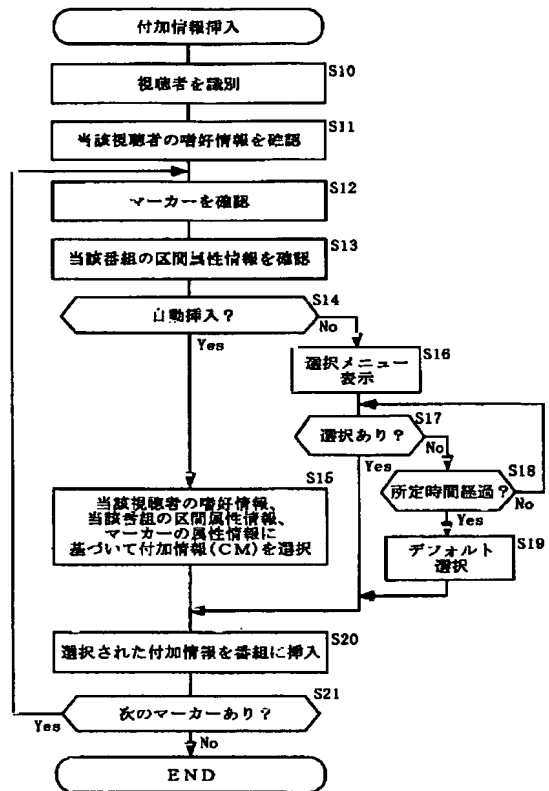 付加情報挿入
S10
視聴者を識別
S11
当該視聴者の嗜好情報を確認
S12
マーカーを確認
S13
当該番組の区間属性情報を確認
S14
自動挿入?
No
Yes
S16
選択メニュー
表示
S17
選択あり?
No
Yes
S18
所定時間経過?
No
Yes
S19
デフォルト
選択
S15
当該視聴者の嗜好情報、
当該番組の区間属性情報、
マーカーの属性情報に
基づいて付加情報(CM)を選択
S20
選択された付加情報を番組に挿入
S21
次のマーカーあり?
Yes
No
END